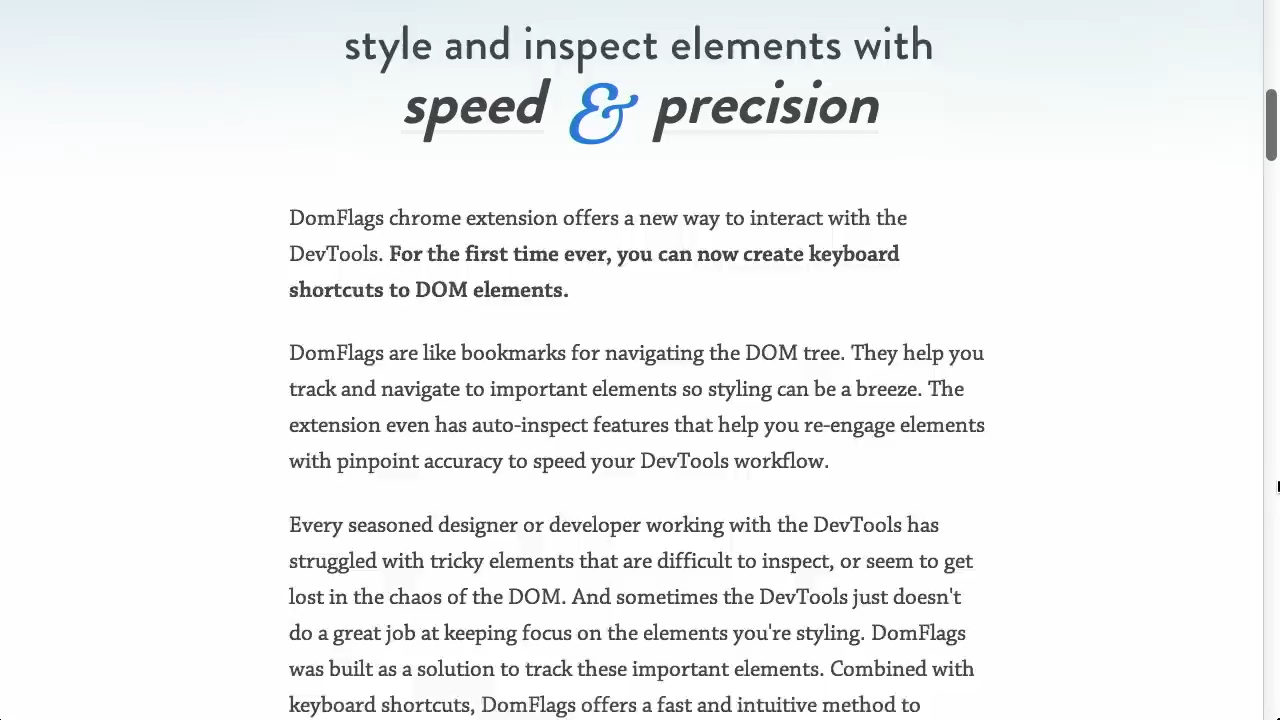 style and inspect elements with
speed & precision
DomFlags chrome extension offers a new way to interact with the
DevTools. For the first time ever, you can now create keyboard
shortcuts to DOM elements.
DomFlags are like bookmarks for navigating the DOM tree. They help you
track and navigate to important elements so styling can be a breeze. The
extension even has auto-inspect features that help you re-engage elements
with pinpoint accuracy to speed your DevTools workflow.
Every seasoned designer or developer working with the DevTools has
struggled with tricky elements that are difficult to inspect, or seem to get
lost in the chaos of the DOM. And sometimes the DevTools just doesn't
do a great job at keeping focus on the elements you're styling. DomFlags
was built as a solution to track these important elements. Combined with
keyboard shortcuts, DomFlags offers a fast and intuitive method to